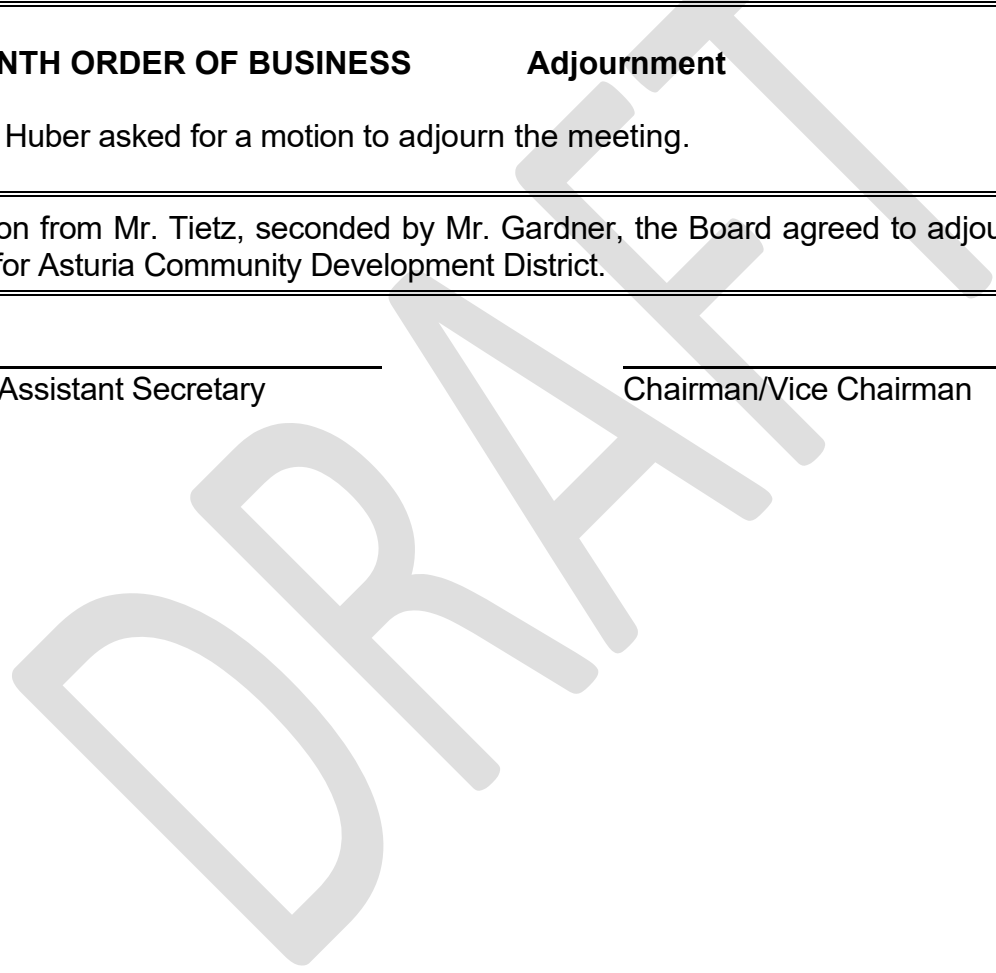 NTH ORDER OF BUSINESS Adjournment
Huber asked for a motion to adjourn the meeting.
on from Mr. Tietz, seconded by Mr. Gardner, the Board agreed to adjou
for Asturia Community Development District.
Assistant Secretary Chairman/Vice Chairman
DRAFT